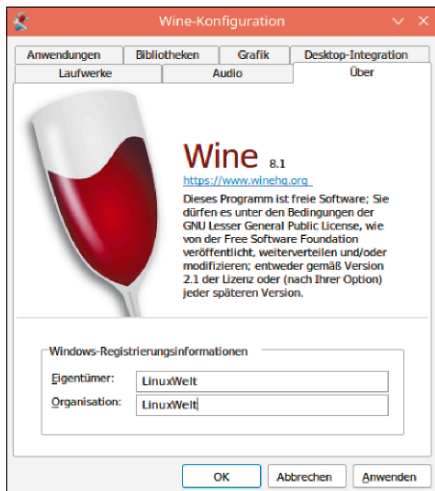 Wine-Konfiguration
Anwendungen Bibliotheken Grafik Desktop-Integration
Laufwerke Audio Über
Wine 8.1
https://www.winehq.org
Dieses Programm ist freie Software; Sie
dürfen es unter den Bedingungen der
GNU Lesser General Public License, wie
von der Free Software Foundation
veröffentlicht, weiterverteilen und/oder
modifizieren; entweder gemäß Version
2.1 der Lizenz oder (nach Ihrer Option)
jeder späteren Version.
Windows-Registrierungsinformationen
Eigentümer: LinuxWelt
Organisation: LinuxWelt
OK Abbrechen Anwenden